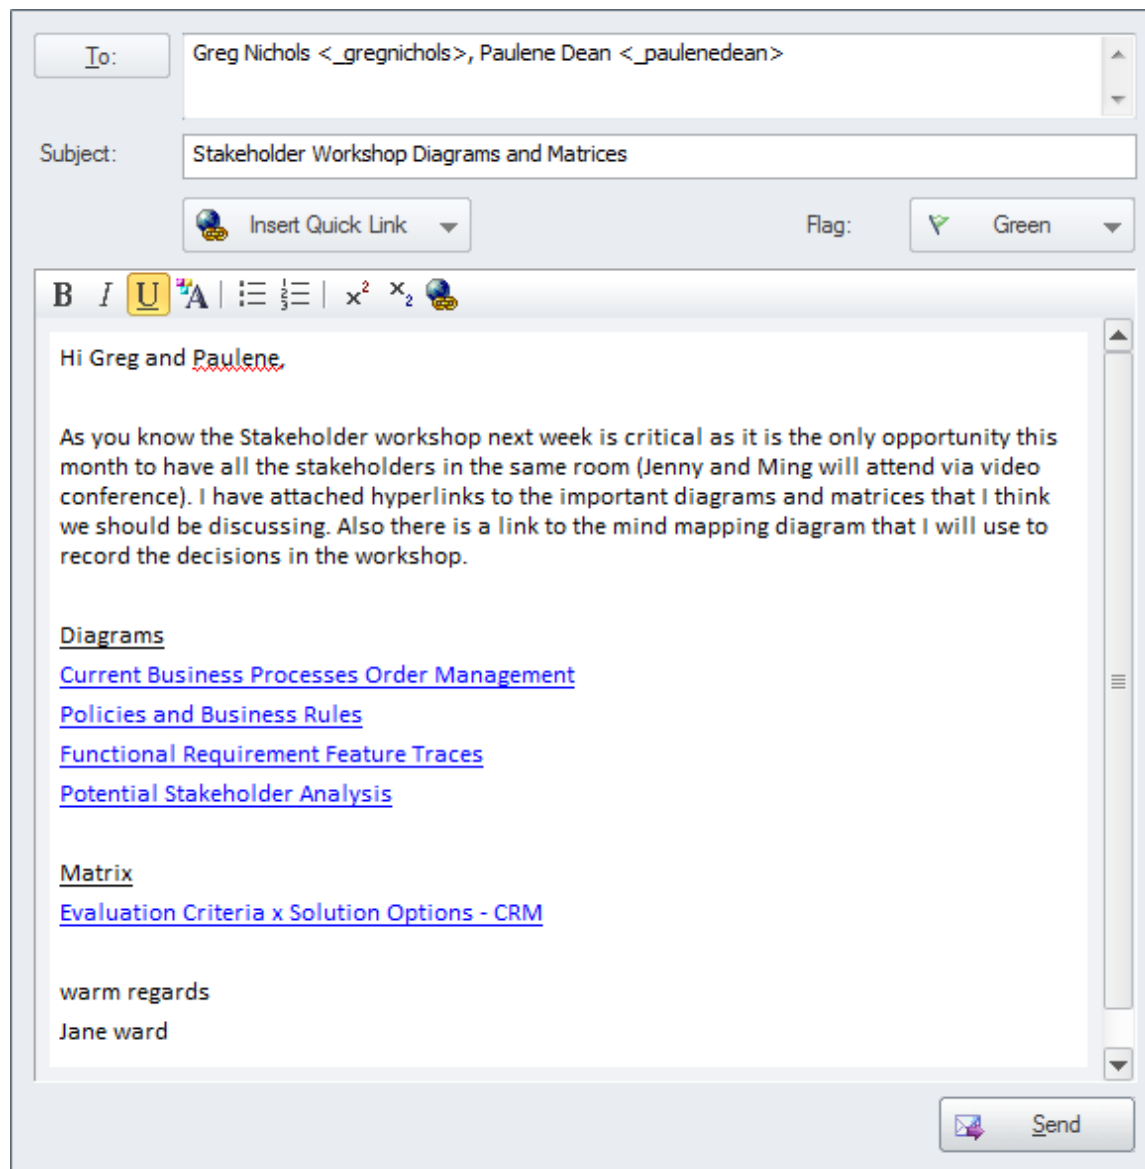 To: Greg Nichols <_gregnichols>, Paulene Dean <_paulenedean>
Subject: Stakeholder Workshop Diagrams and Matrices
Insert Quick Link Flag: Green
B I U A x² x₂
Hi Greg and Paulene,
As you know the Stakeholder workshop next week is critical as it is the only opportunity this
month to have all the stakeholders in the same room (Jenny and Ming will attend via video
conference). I have attached hyperlinks to the important diagrams and matrices that I think
we should be discussing. Also there is a link to the mind mapping diagram that I will use to
record the decisions in the workshop.
Diagrams
Current Business Processes Order Management
Policies and Business Rules
Functional Requirement Feature Traces
Potential Stakeholder Analysis
Matrix
Evaluation Criteria x Solution Options - CRM
warm regards
Jane ward
Send